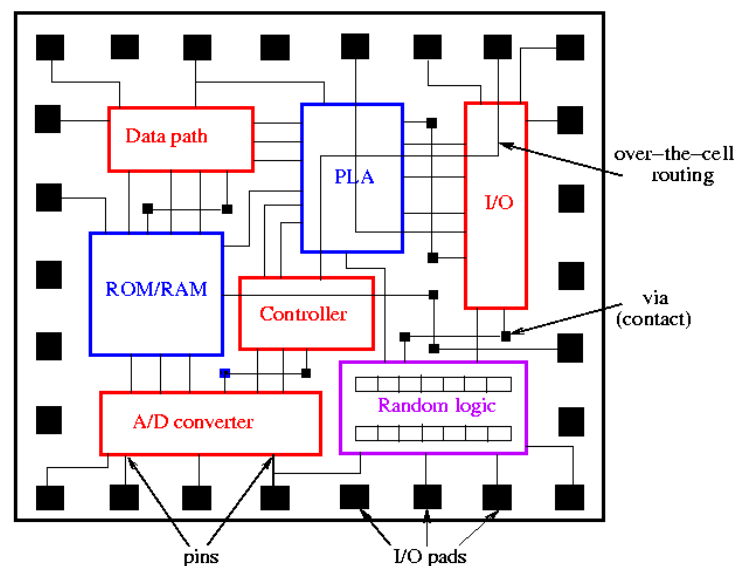 Data path
PLA
I/O
over-the-cell
routing
ROM/RAM
Controller
via
(contact)
A/D converter
Random logic
pins
I/O pads